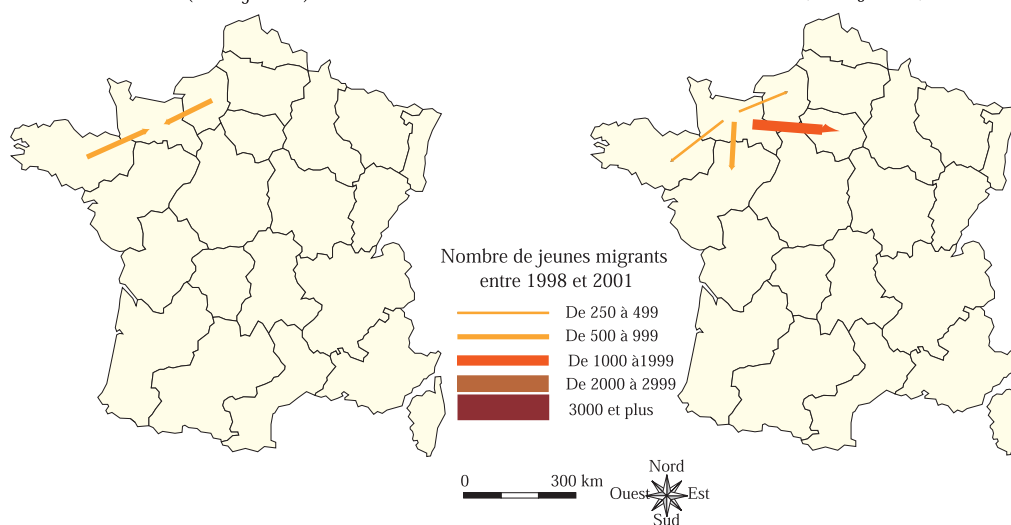 Nombre de jeunes migrants
entre 1998 et 2001
De 250 à 499
De 500 à 999
De 1000 à1999
De 2000 à 2999
3000 et plus
0 300 km
Nord
Ouest Est
Sud